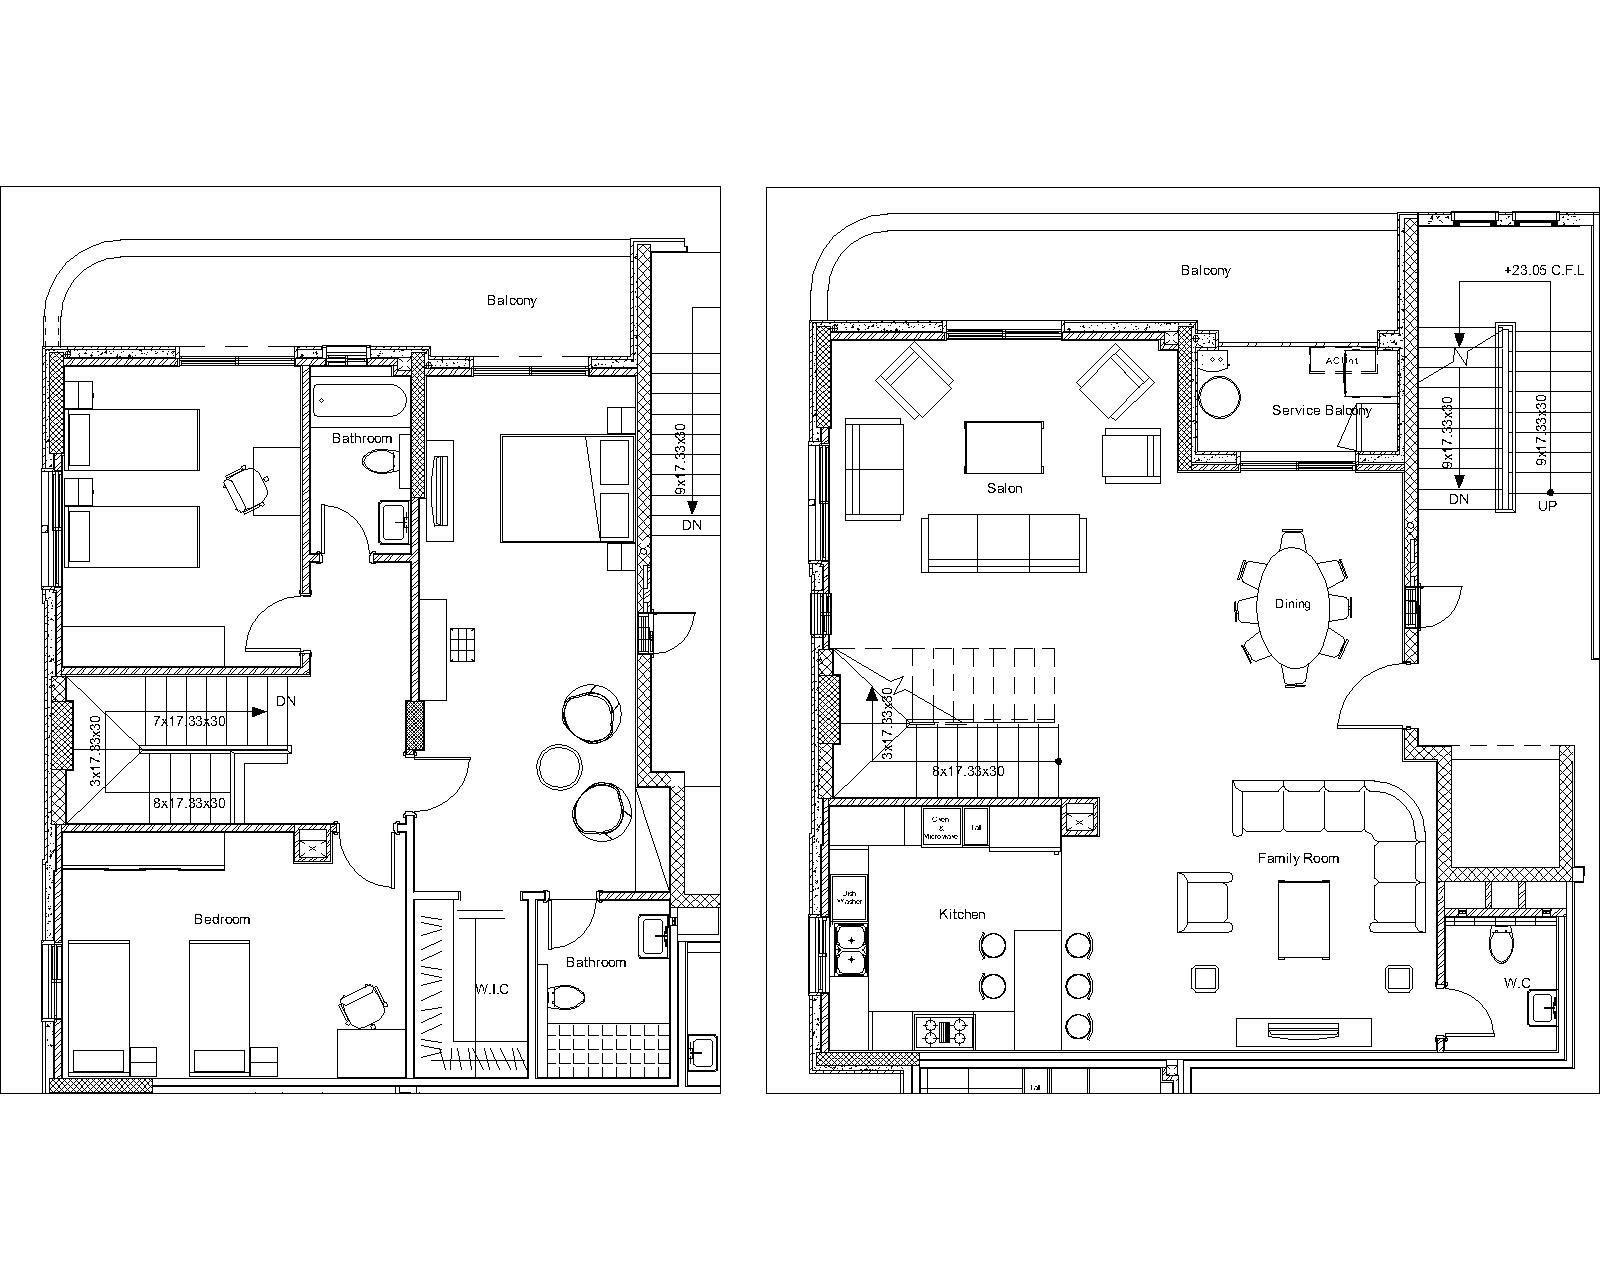 Balcony
Bathroom
9x17.33x30
DN
DN
7x17.33x30
3x17.33x30
8x17.33x30
Bedroom
Bathroom
W.I.C
Balcony
+23.05 C.F.L
AC Unit
Service Balcony
9x17.33x30
9x17.33x30
DN
UP
Salon
Dining
3x17.33x30
8x17.33x30
Oven
&
Microwave
Tall
Family Room
Dish
Washer
Kitchen
W.C
Tall